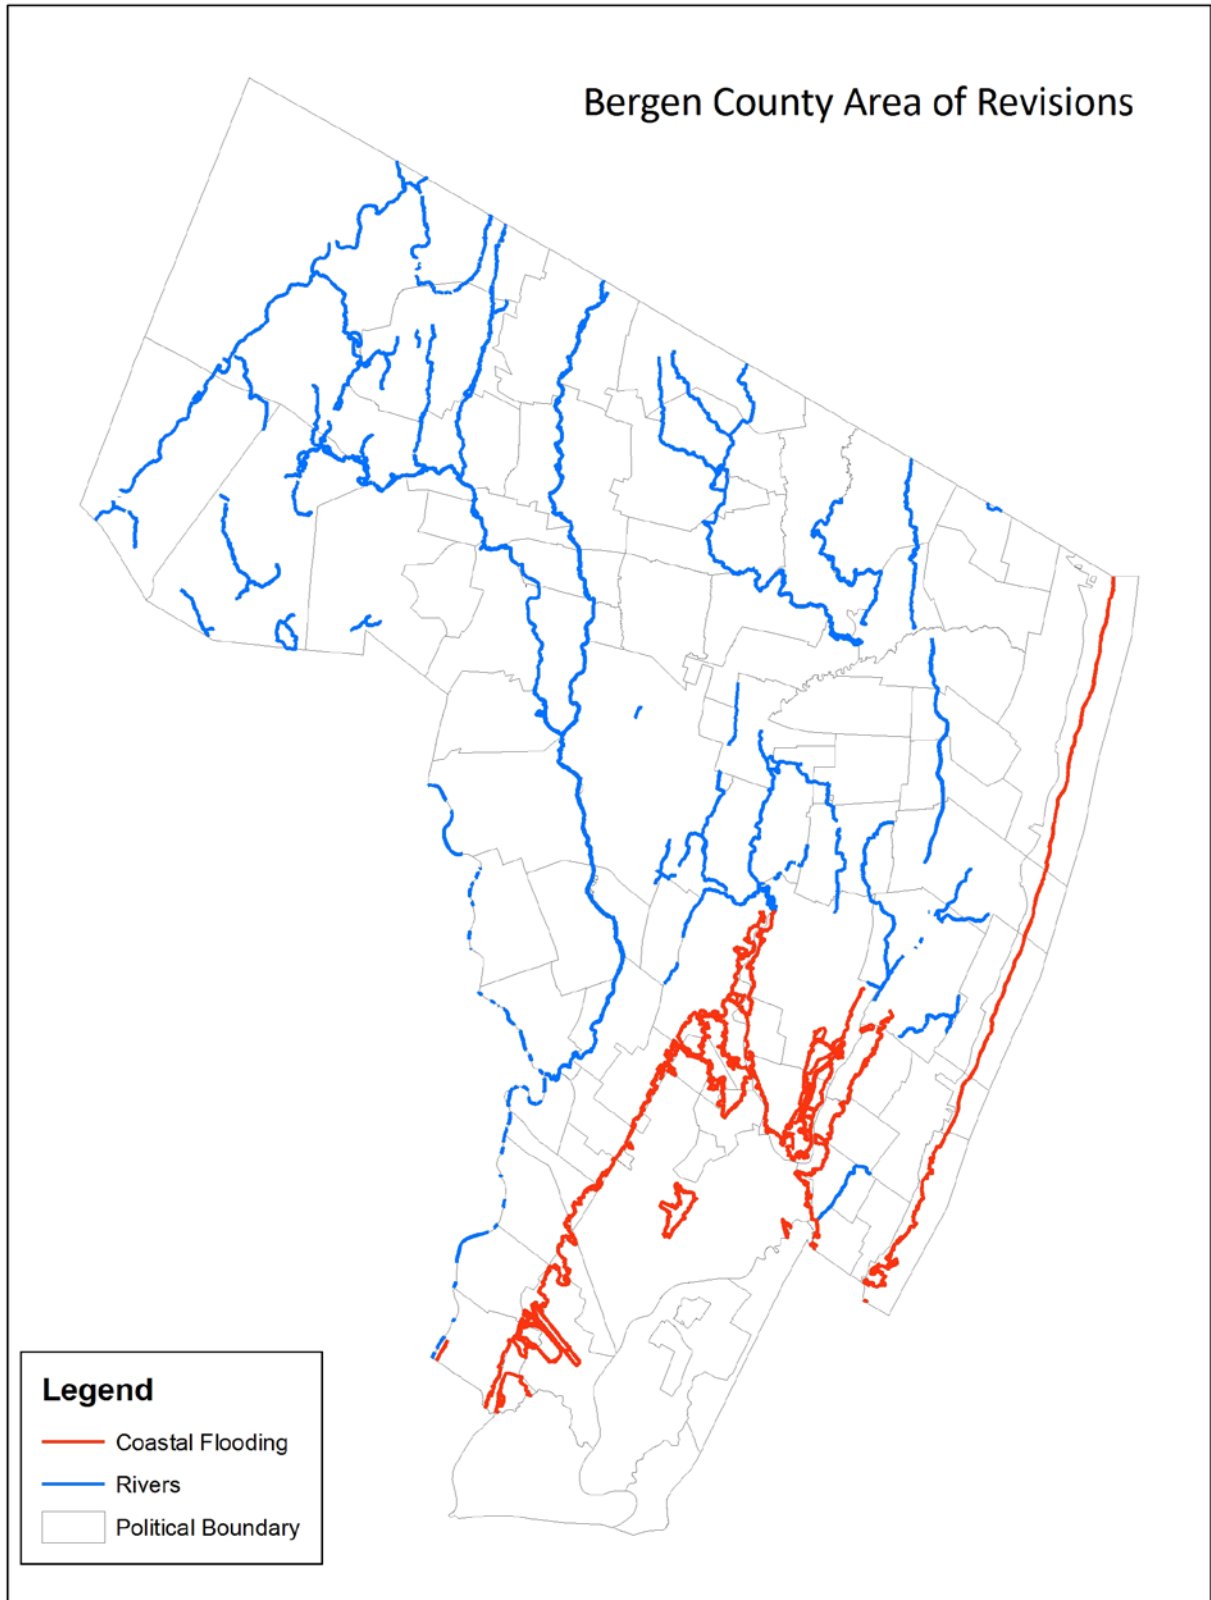 Bergen County Area of Revisions
Legend
Coastal Flooding
Rivers
Political Boundary